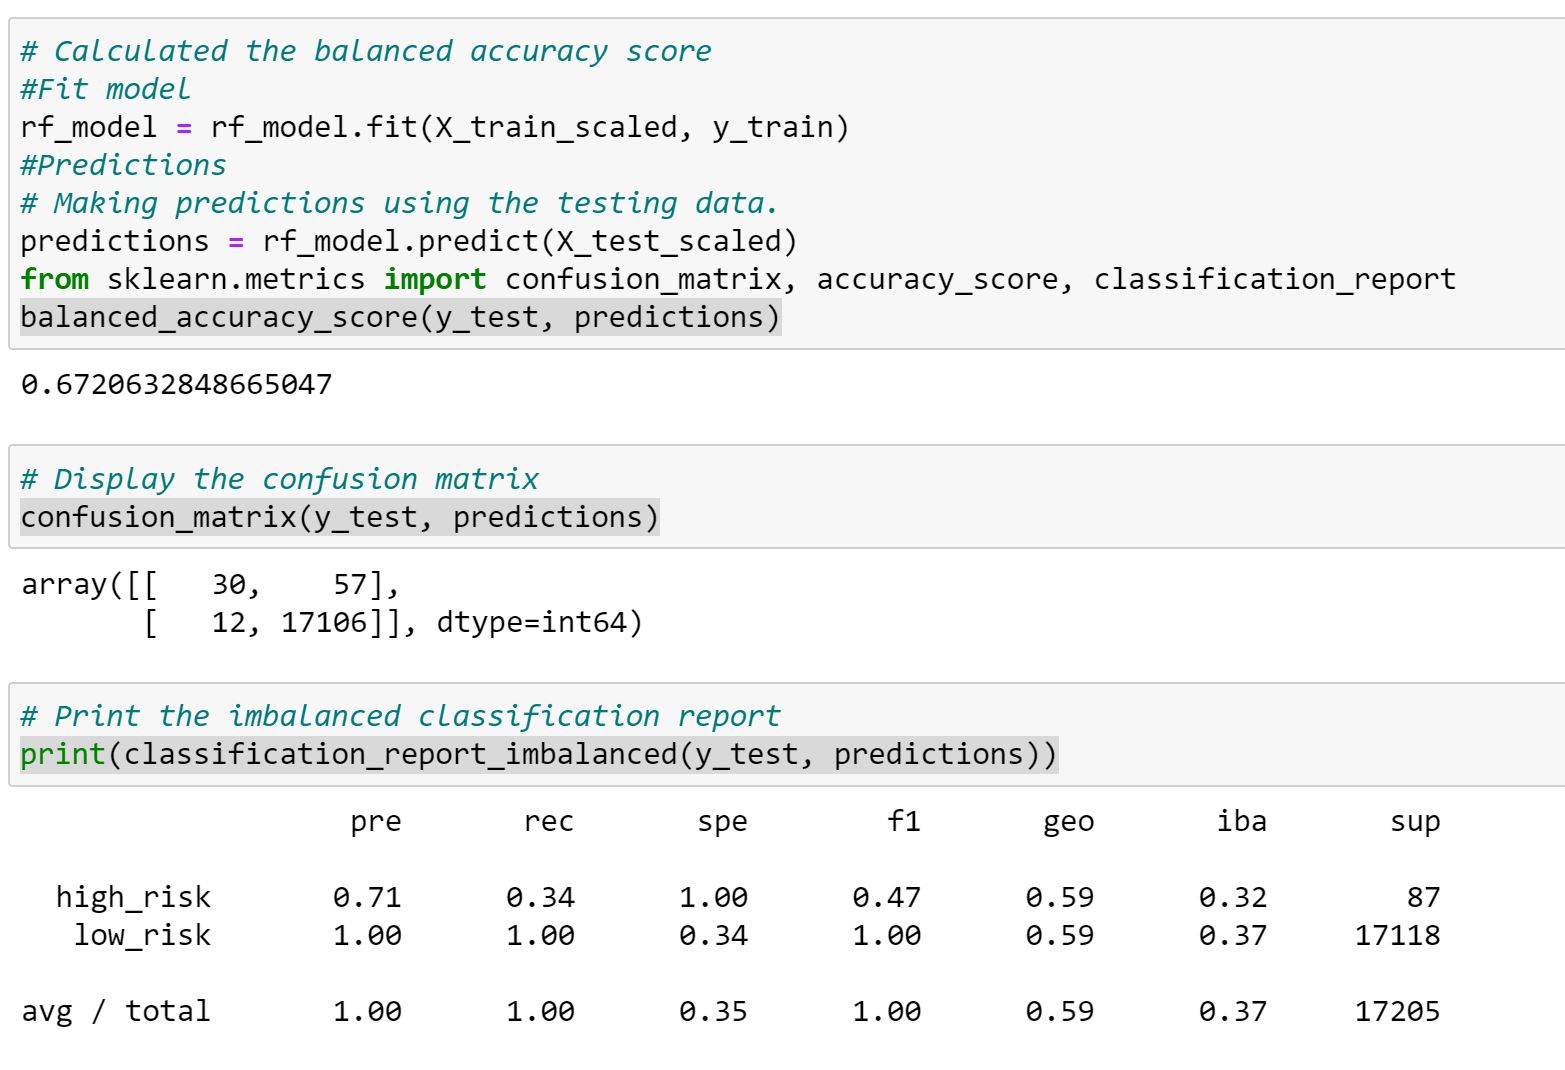 # Calculated the balanced accuracy score
#Fit model
rf_model = rf_model.fit(X_train_scaled, y_train)
#Predictions
# Making predictions using the testing data.
predictions = rf_model.predict(X_test_scaled)
from sklearn.metrics import confusion_matrix, accuracy_score, classification_report
balanced_accuracy_score(y_test, predictions)
0.6720632848665047
# Display the confusion matrix
confusion_matrix(y_test, predictions)
array([[   30,    57],
       [   12, 17106]], dtype=int64)
# Print the imbalanced classification report
print(classification_report_imbalanced(y_test, predictions))
                   pre       rec       spe        f1       geo       iba       sup
  high_risk       0.71      0.34      1.00      0.47      0.59      0.32        87
   low_risk       1.00      1.00      0.34      1.00      0.59      0.37     17118
avg / total       1.00      1.00      0.35      1.00      0.59      0.37     17205